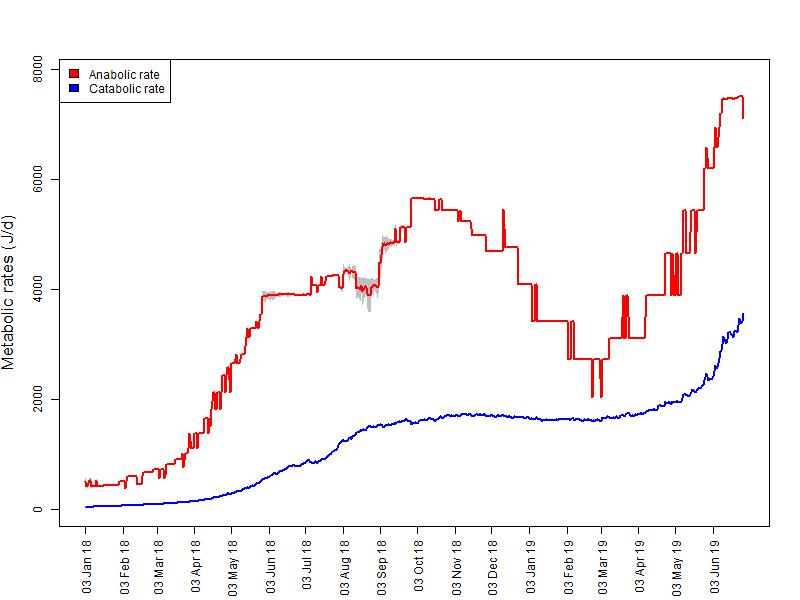 Anabolic rate
Catabolic rate
Metabolic rates (J/d)
8000
6000
4000
2000
0
03 Jan 18
03 Feb 18
03 Mar 18
03 Apr 18
03 May 18
03 Jun 18
03 Jul 18
03 Aug 18
03 Sep 18
03 Oct 18
03 Nov 18
03 Dec 18
03 Jan 19
03 Feb 19
03 Mar 19
03 Apr 19
03 May 19
03 Jun 19